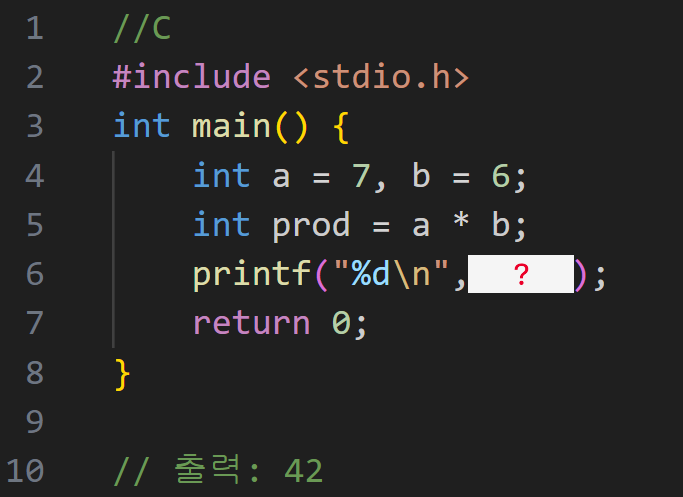 1 //C
2 #include <stdio.h>
3 int main() {
4 int a = 7, b = 6;
5 int prod = a * b;
6 printf("%d\n", ? );
7 return 0;
8 }
9
10 // 출력: 42